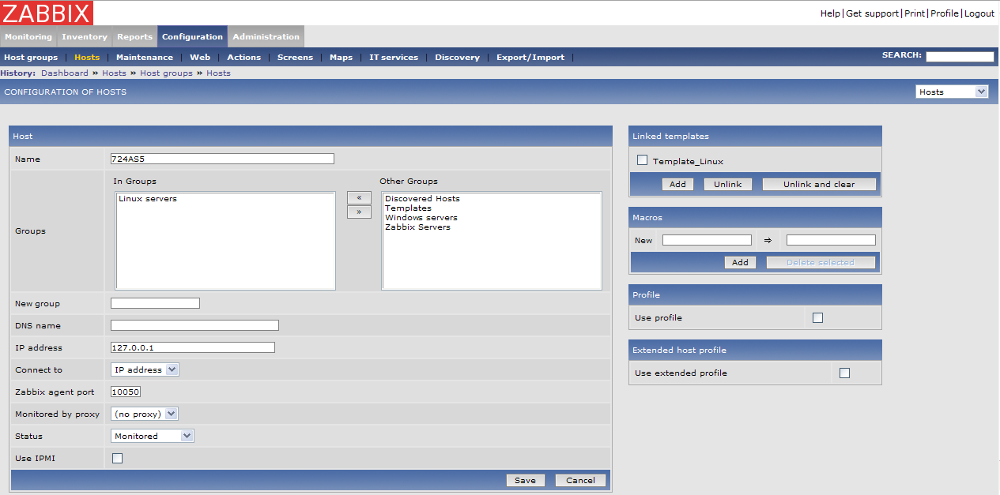 ZABBIX
Help|Get support|Print|Profile|Logout
Monitoring Inventory Reports Configuration Administration
Host groups | Hosts | Maintenance | Web | Actions | Screens | Maps | IT services | Discovery | Export/Import | SEARCH:
History: Dashboard » Hosts » Host groups » Hosts
CONFIGURATION OF HOSTS Hosts
Host
Name 724AS5
Groups
In Groups
Linux servers
«
»
Other Groups
Discovered Hosts
Templates
Windows servers
Zabbix Servers
New group
DNS name
IP address 127.0.0.1
Connect to IP address
Zabbix agent port 10050
Monitored by proxy (no proxy)
Status Monitored
Use IPMI
Save Cancel
Linked templates
Template_Linux
Add Unlink Unlink and clear
Macros
New ⇒
Add Delete selected
Profile
Use profile
Extended host profile
Use extended profile